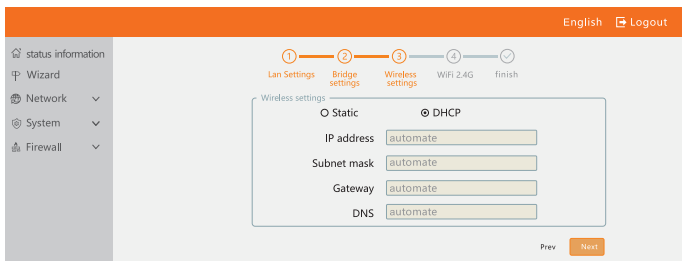 English Logout
status information
Wizard
Network
System
Firewall
1 2 3 4
Lan Settings Bridge settings Wireless settings WiFi 2.4G finish
Wireless settings
Static DHCP
IP address automate
Subnet mask automate
Gateway automate
DNS automate
Prev Next